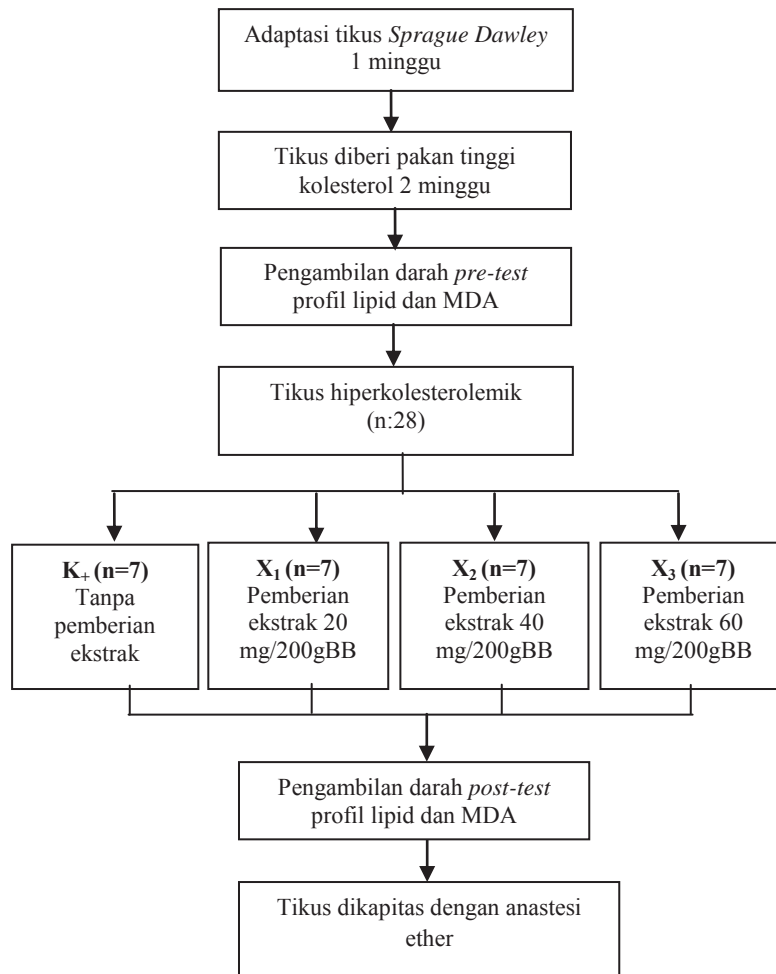 Adaptasi tikus Sprague Dawley
1 minggu
Tikus diberi pakan tinggi
kolesterol 2 minggu
Pengambilan darah pre-test
profil lipid dan MDA
Tikus hiperkolesterolemik
(n:28)
K+ (n=7)
Tanpa
pemberian
ekstrak
X1 (n=7)
Pemberian
ekstrak 20
mg/200gBB
X2 (n=7)
Pemberian
ekstrak 40
mg/200gBB
X3 (n=7)
Pemberian
ekstrak 60
mg/200gBB
Pengambilan darah post-test
profil lipid dan MDA
Tikus dikapitas dengan anastesi
ether